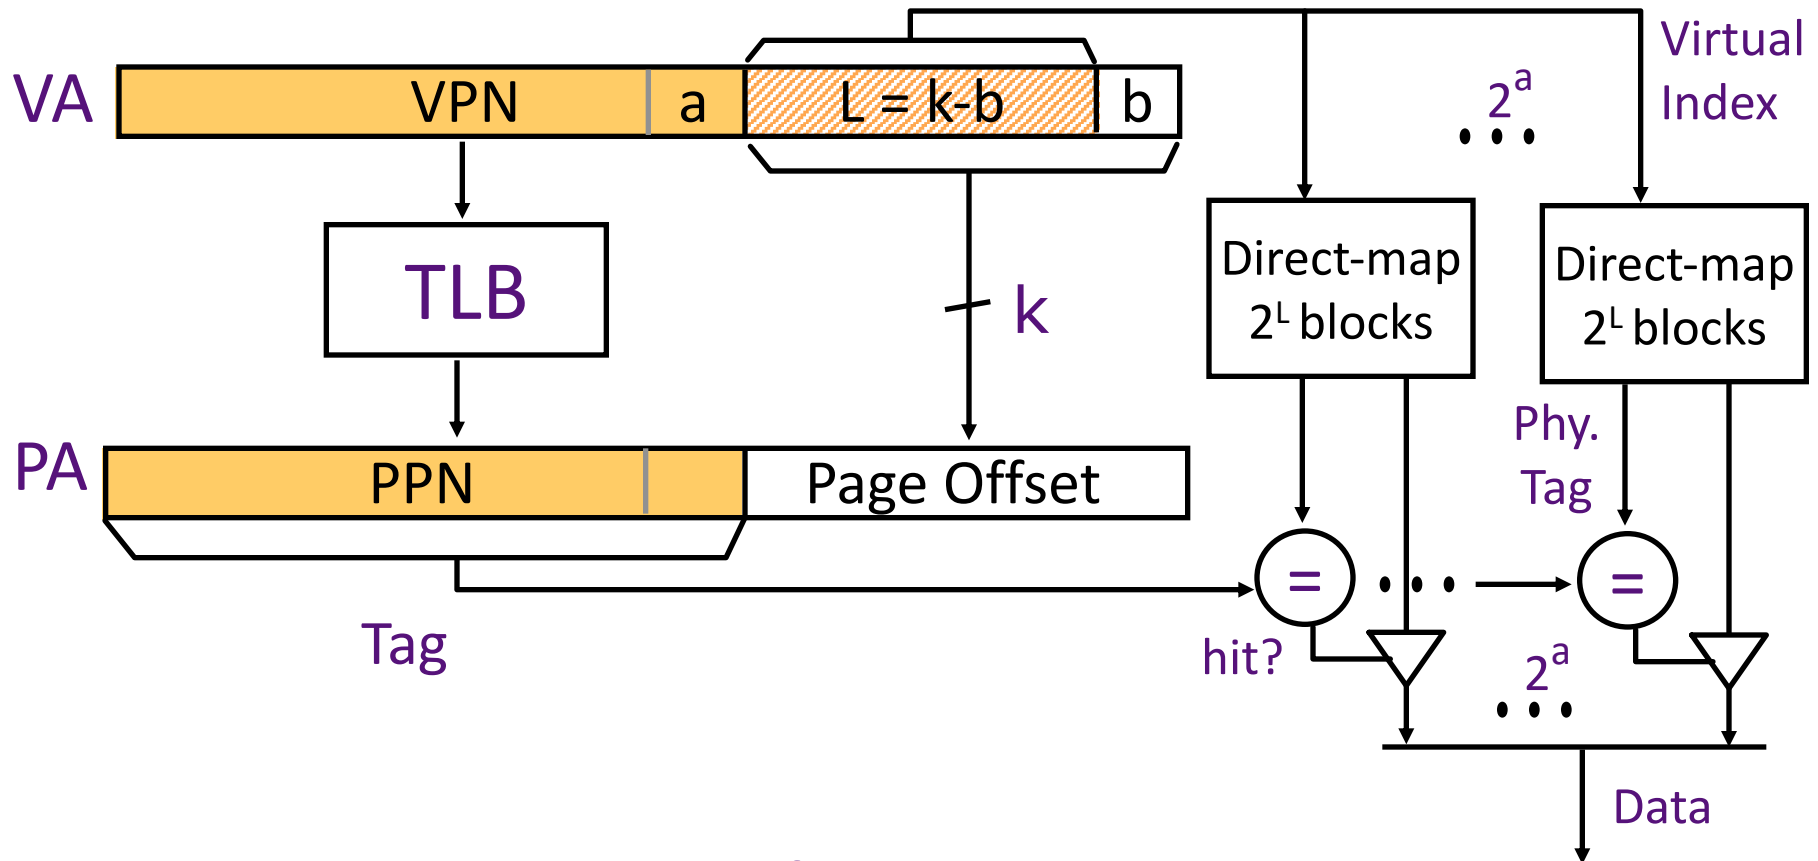 VA
VPN
a
L = k-b
b
Virtual
Index
2ᵃ
TLB
k
Direct-map
2ᴸ blocks
Direct-map
2ᴸ blocks
PA
PPN
Page Offset
Phy.
Tag
=
=
Tag
hit?
2ᵃ
Data